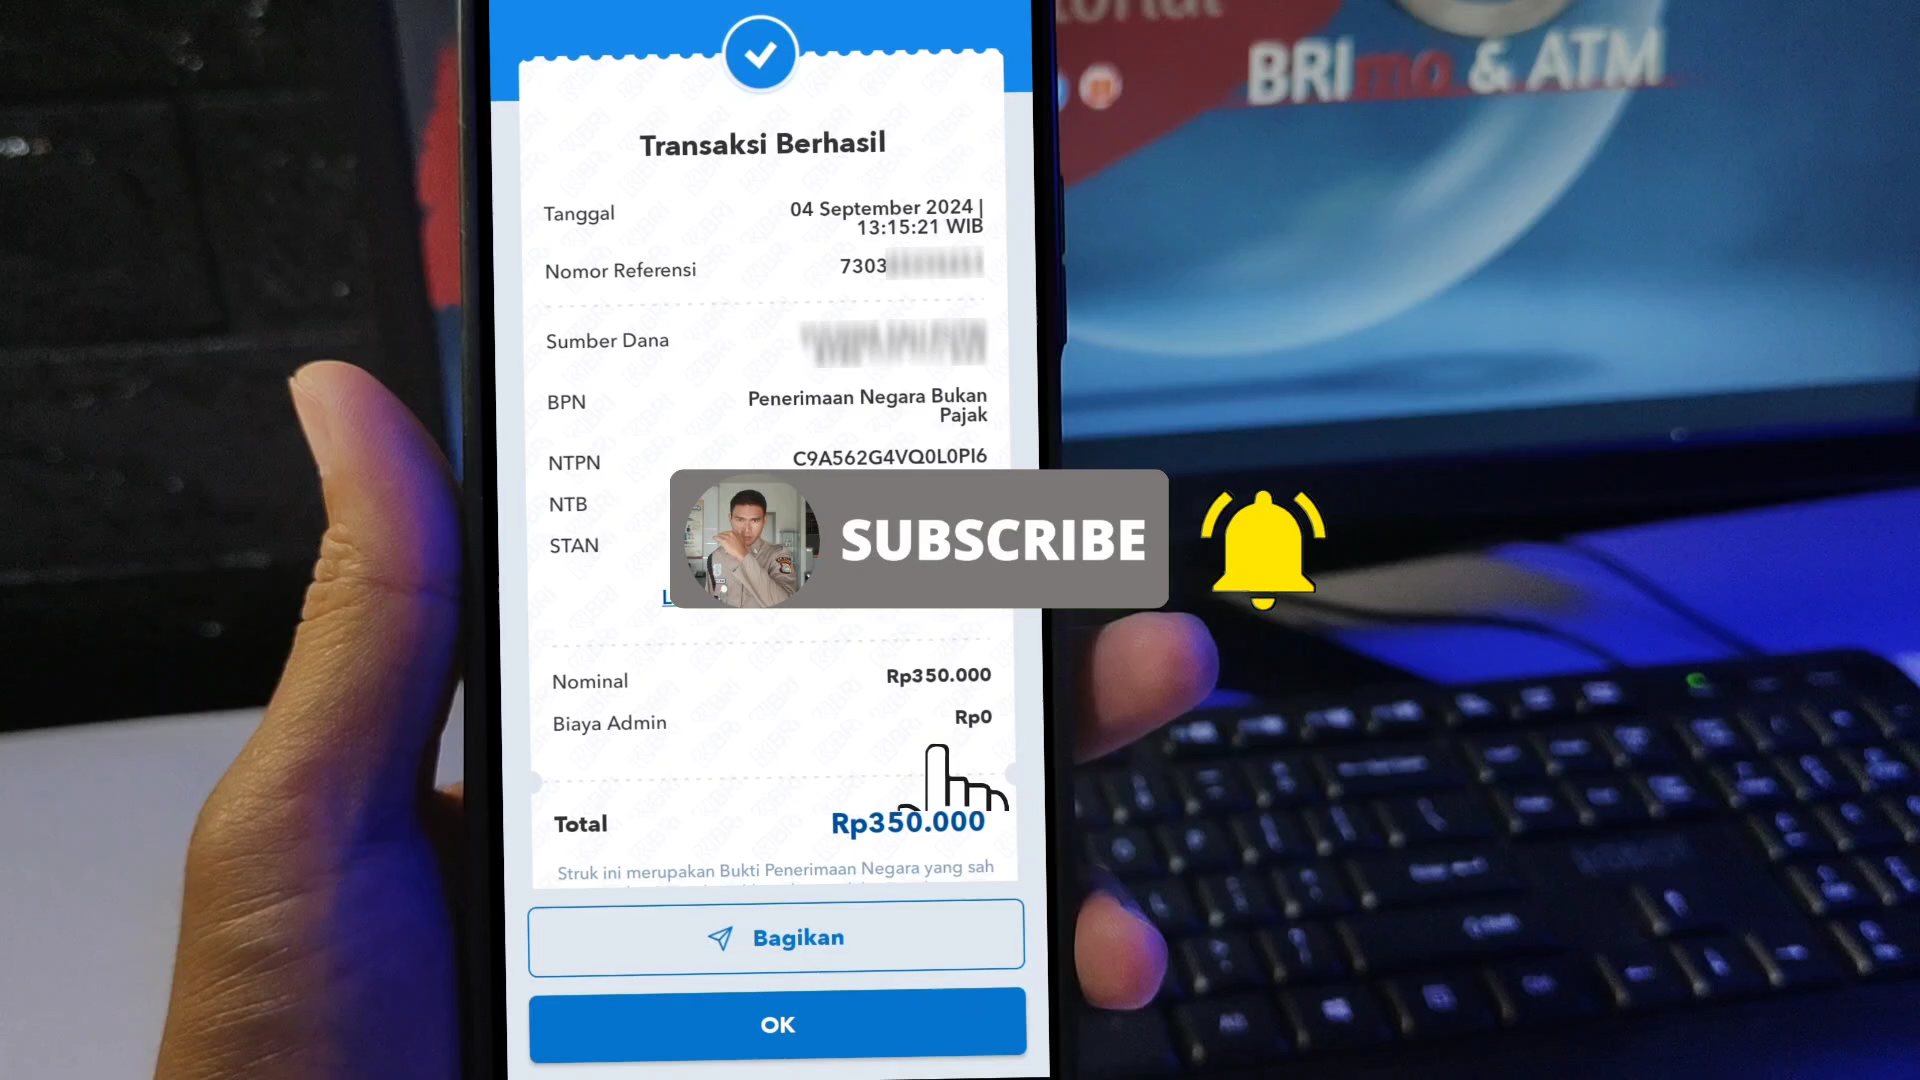 torial
BRImo & ATM
Transaksi Berhasil
Tanggal
04 September 2024 |
13:15:21 WIB
Nomor Referensi
7303
Sumber Dana
BPN
Penerimaan Negara Bukan
Pajak
NTPN
C9A562G4VQ0L0PI6
NTB
STAN
SUBSCRIBE
L
Nominal
Rp350.000
Biaya Admin
Rp0
Total
Rp350.000
Struk ini merupakan Bukti Penerimaan Negara yang sah
Bagikan
OK